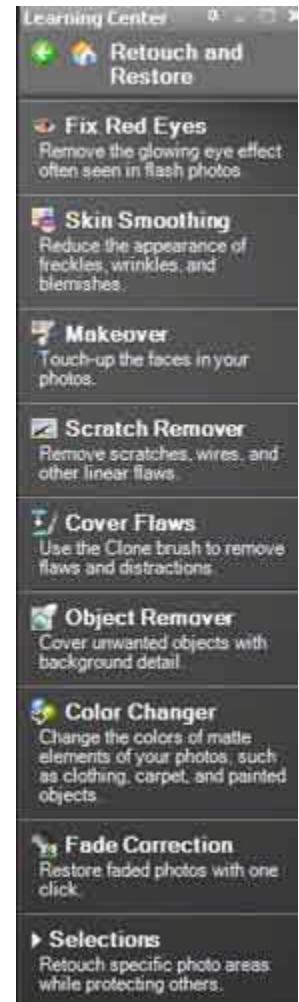 Learning Center
Retouch and
Restore
Fix Red Eyes
Remove the glowing eye effect
often seen in flash photos.
Skin Smoothing
Reduce the appearance of
freckles, wrinkles, and
blemishes.
Makeover
Touch-up the faces in your
photos.
Scratch Remover
Remove scratches, wires, and
other linear flaws.
Cover Flaws
Use the Clone brush to remove
flaws and distractions.
Object Remover
Cover unwanted objects with
background detail.
Color Changer
Change the colors of matte
elements of your photos, such
as clothing, carpet, and painted
objects.
Fade Correction
Restore faded photos with one
click.
Selections
Retouch specific photo areas
while protecting others.